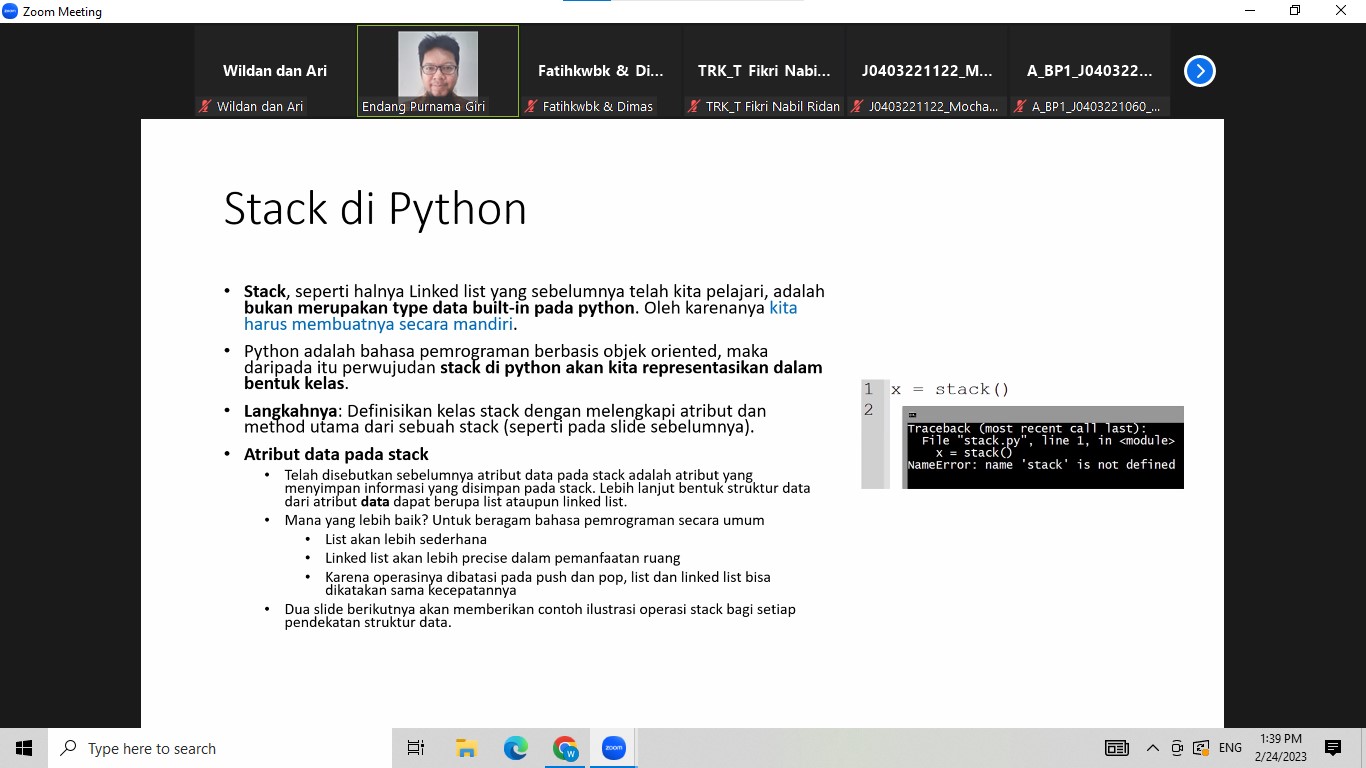 Zoom Meeting
Wildan dan Ari
Fatihkwbk & Di...
TRK_T Fikri Nabi...
J0403221122_M...
A_BP1_J040322...
Wildan dan Ari
Endang Purnama Giri
Fatihkwbk & Dimas
TRK_T Fikri Nabil Ridan
J0403221122_Mocha...
A_BP1_J0403221060_...
Stack di Python
• Stack, seperti halnya Linked list yang sebelumnya telah kita pelajari, adalah
bukan merupakan type data built-in pada python. Oleh karenanya kita
harus membuatnya secara mandiri.
• Python adalah bahasa pemrograman berbasis objek oriented, maka
daripada itu perwujudan stack di python akan kita representasikan dalam
bentuk kelas.
• Langkahnya: Definisikan kelas stack dengan melengkapi atribut dan
method utama dari sebuah stack (seperti pada slide sebelumnya).
• Atribut data pada stack
• Telah disebutkan sebelumnya atribut data pada stack adalah atribut yang
menyimpan informasi yang disimpan pada stack. Lebih lanjut bentuk struktur data
dari atribut data dapat berupa list ataupun linked list.
• Mana yang lebih baik? Untuk beragam bahasa pemrograman secara umum
• List akan lebih sederhana
• Linked list akan lebih precise dalam pemanfaatan ruang
• Karena operasinya dibatasi pada push dan pop, list dan linked list bisa
dikatakan sama kecepatannya
• Dua slide berikutnya akan memberikan contoh ilustrasi operasi stack bagi setiap
pendekatan struktur data.
1 x = stack()
2
Traceback (most recent call last):
File "stack.py", line 1, in <module>
x = stack()
NameError: name 'stack' is not defined
Type here to search
W
zoom
ENG
1:39 PM
2/24/2023